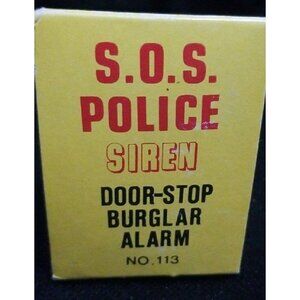 S.O.S.
POLICE
SIREN
DOOR-STOP
BURGLAR
ALARM
NO.113